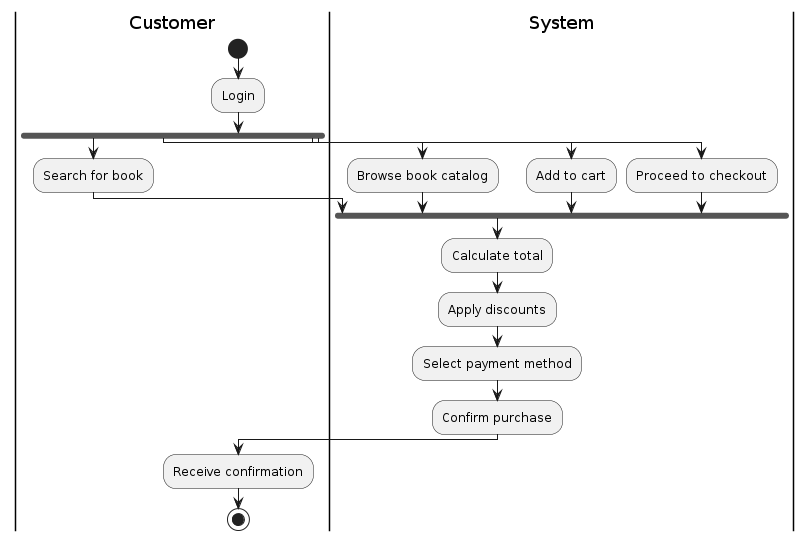 Customer
System
Login
Search for book
Browse book catalog
Add to cart
Proceed to checkout
Calculate total
Apply discounts
Select payment method
Confirm purchase
Receive confirmation